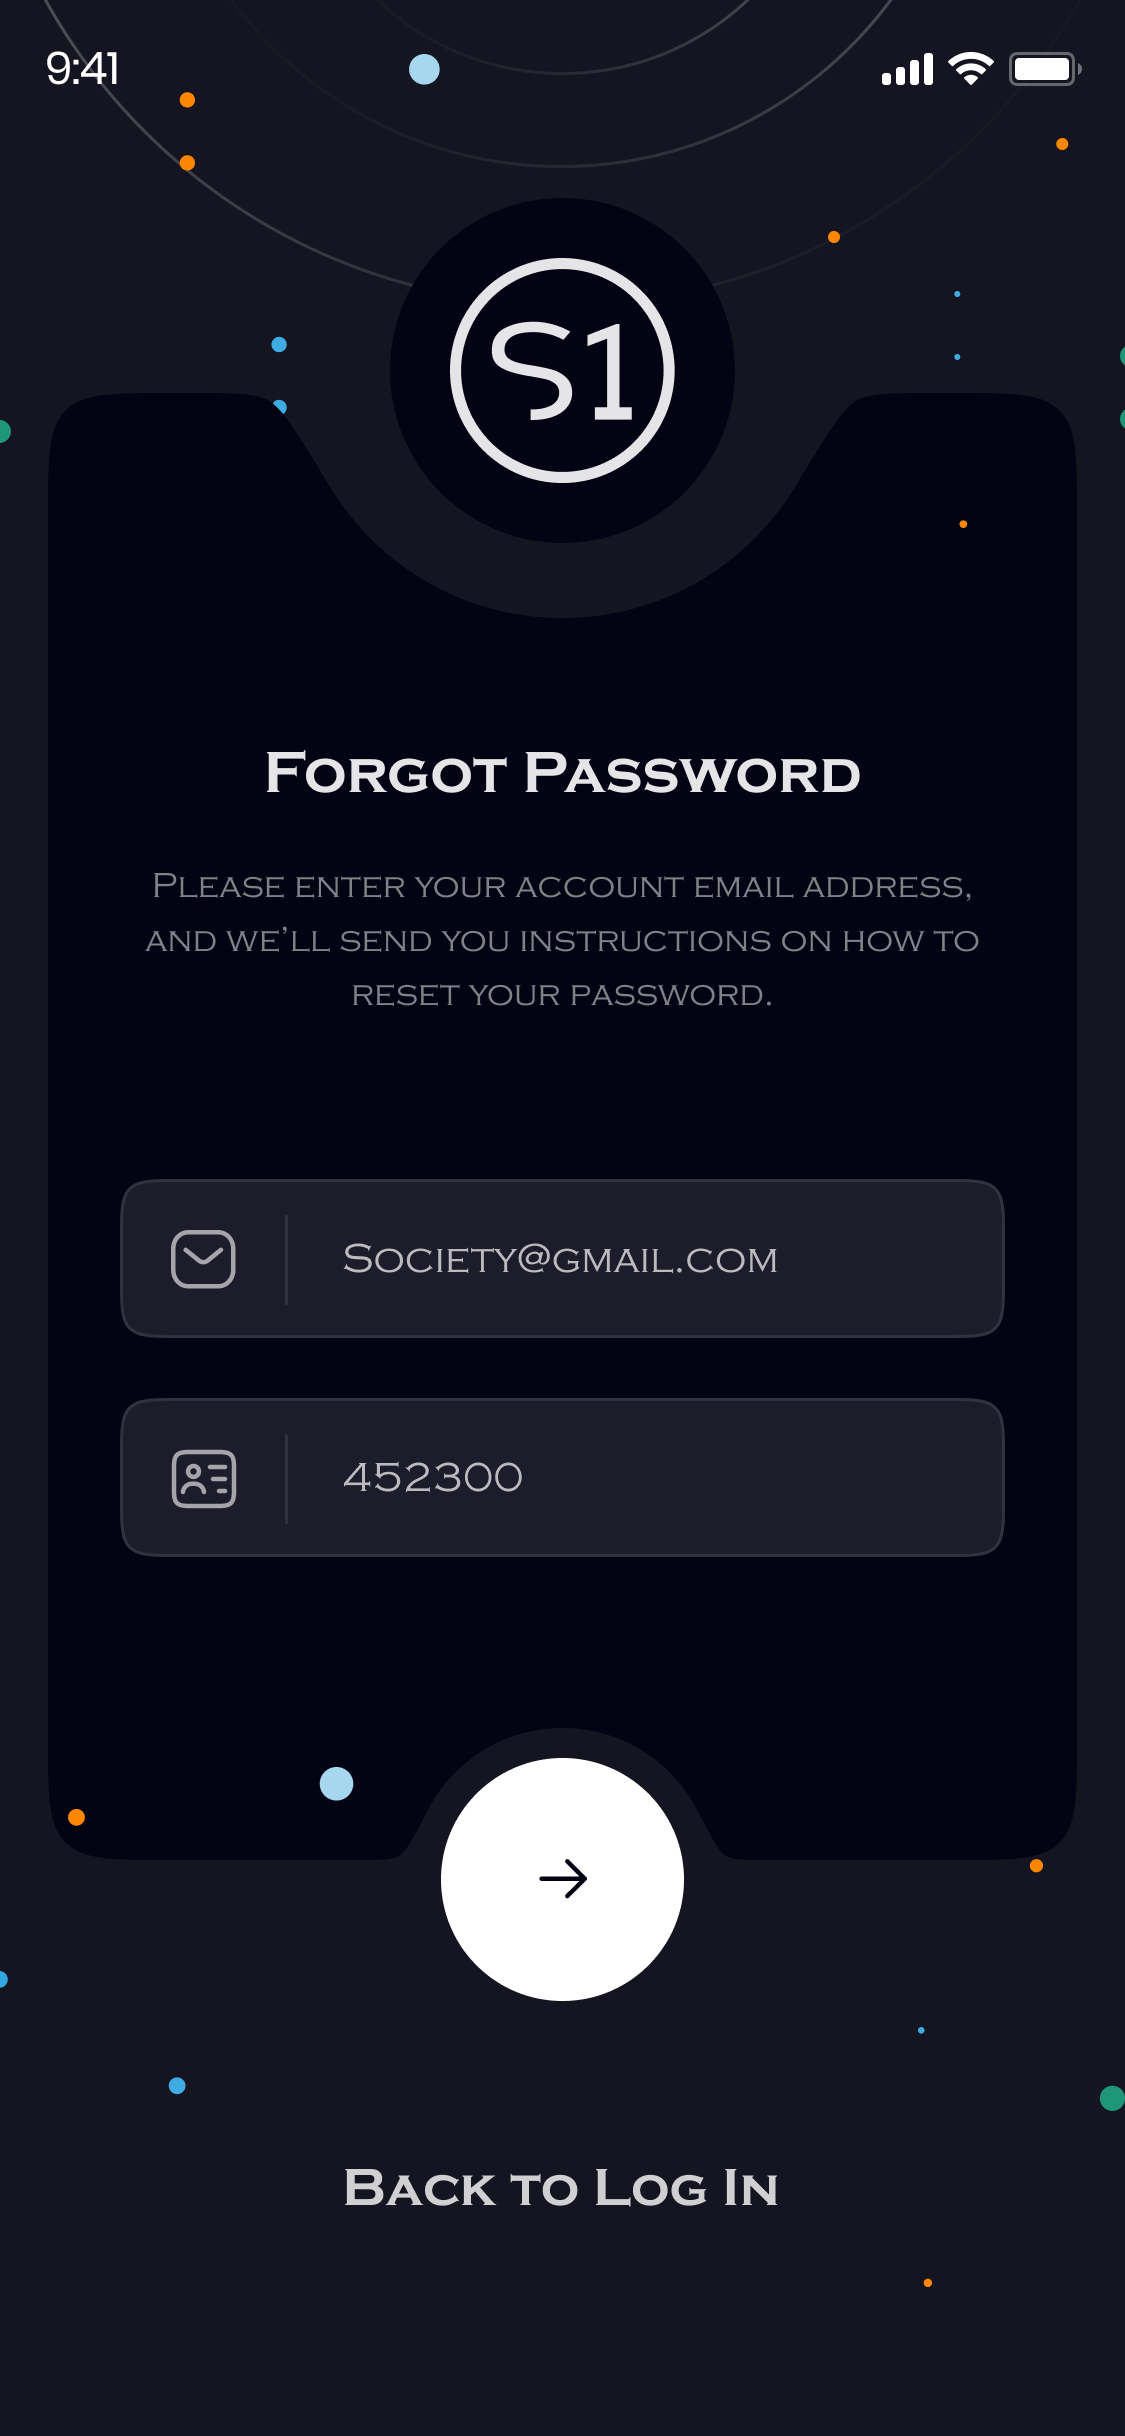 9:41
S1
Forgot Password
Please enter your account email address,
and we’ll send you instructions on how to
reset your password.
Society@gmail.com
452300
Back to Log In